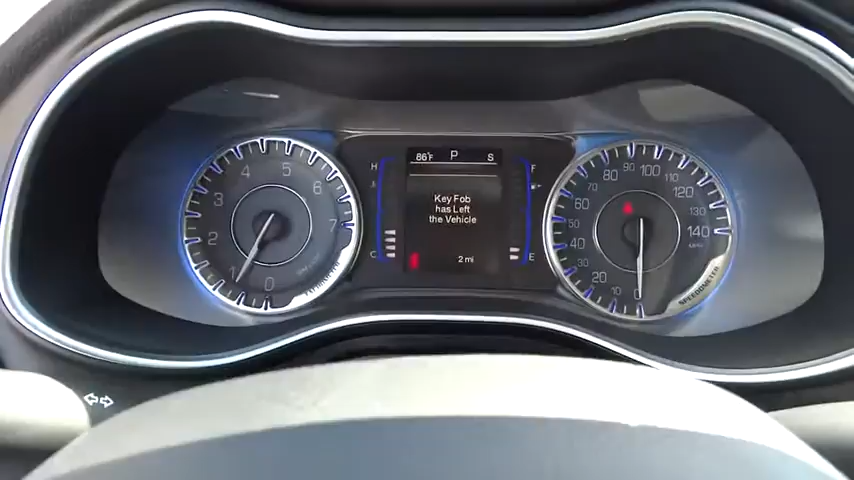 86°F P S
Key Fob
has Left
the Vehicle
2 mi
H
C
F
E
0
1
2
3
4
5
6
7
0
10
20
30
40
50
60
70
80
90
100
110
120
130
140
SPEEDOMETER